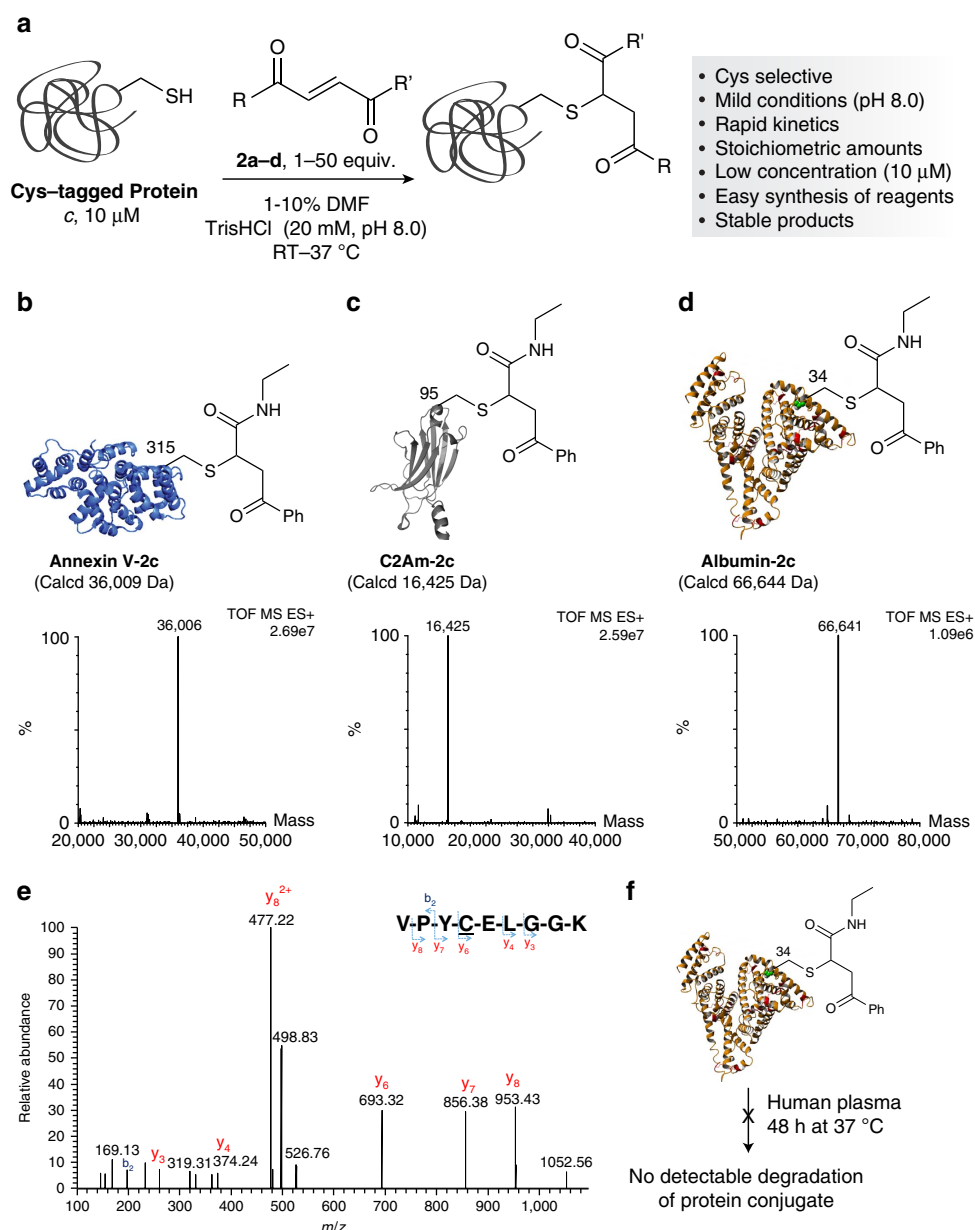 a
O
R'
SH
R
R'
O
S
O
O
R
2a–d, 1–50 equiv.
Cys–tagged Protein
c, 10 μM
1-10% DMF
TrisHCl (20 mM, pH 8.0)
RT–37 °C
• Cys selective
• Mild conditions (pH 8.0)
• Rapid kinetics
• Stoichiometric amounts
• Low concentration (10 μM)
• Easy synthesis of reagents
• Stable products
b
O
NH
315
S
O
Ph
Annexin V-2c
(Calcd 36,009 Da)
36,006
TOF MS ES+
2.69e7
100
%
0
Mass
20,000 30,000 40,000 50,000
c
O
NH
95
S
O
Ph
C2Am-2c
(Calcd 16,425 Da)
16,425
TOF MS ES+
2.59e7
100
%
0
Mass
10,000 20,000 30,000 40,000
d
O
NH
34
S
O
Ph
Albumin-2c
(Calcd 66,644 Da)
66,641
TOF MS ES+
1.09e6
100
%
0
Mass
50,000 60,000 70,000 80,000
e
y8 2+
477.22
b2
V-P-Y-C-E-L-G-G-K
y8 y7 y6 y4 y3
100
90
80
70
60
50
40
30
20
10
0
Relative abundance
498.83
y6
693.32
y7
856.38
y8
953.43
169.13
b2
y3
319.31
y4
374.24
526.76
1052.56
100 200 300 400 500 600 700 800 900 1,000
m/z
f
O
NH
34
S
O
Ph
X
Human plasma
48 h at 37 °C
No detectable degradation
of protein conjugate